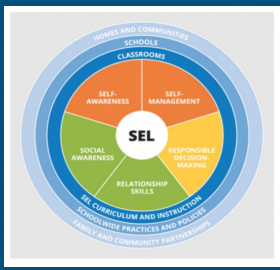 HOMES AND COMMUNITIES
SCHOOLS
CLASSROOMS
SELF-
AWARENESS
SELF-
MANAGEMENT
SEL
SOCIAL
AWARENESS
RESPONSIBLE
DECISION-
MAKING
RELATIONSHIP
SKILLS
SEL CURRICULUM AND INSTRUCTION
SCHOOLWIDE PRACTICES AND POLICIES
FAMILY AND COMMUNITY PARTNERSHIPS